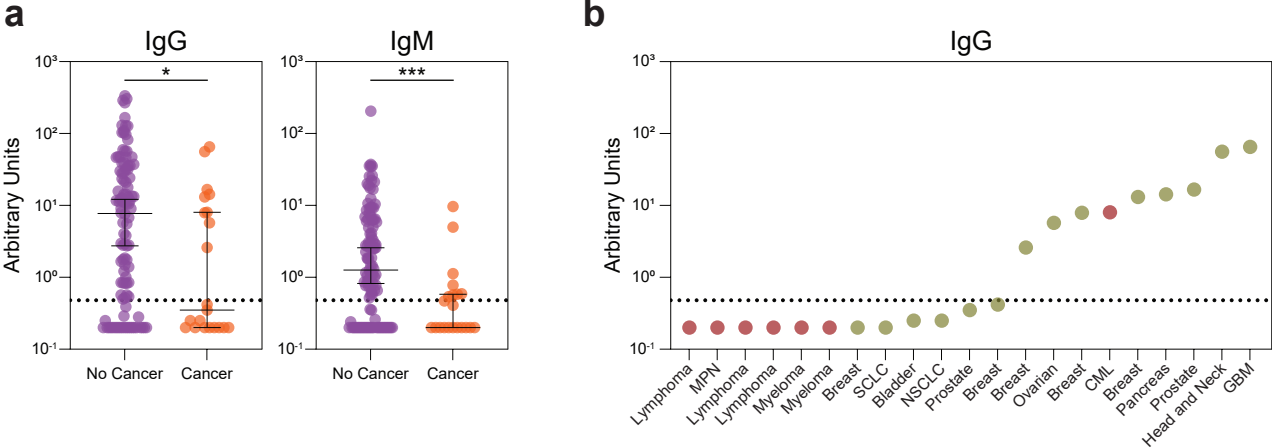 a
b
IgG
IgM
IgG
*
***
Arbitrary Units
10³
10²
10¹
10⁰
10⁻¹
No Cancer
Cancer
10³
10²
10¹
10⁰
10⁻¹
No Cancer
Cancer
Arbitrary Units
10³
10²
10¹
10⁰
10⁻¹
Lymphoma
MPN
Lymphoma
Lymphoma
Myeloma
Myeloma
Breast
SCLC
Bladder
NSCLC
Prostate
Breast
Breast
Ovarian
Breast
CML
Breast
Pancreas
Prostate
Head and Neck
GBM